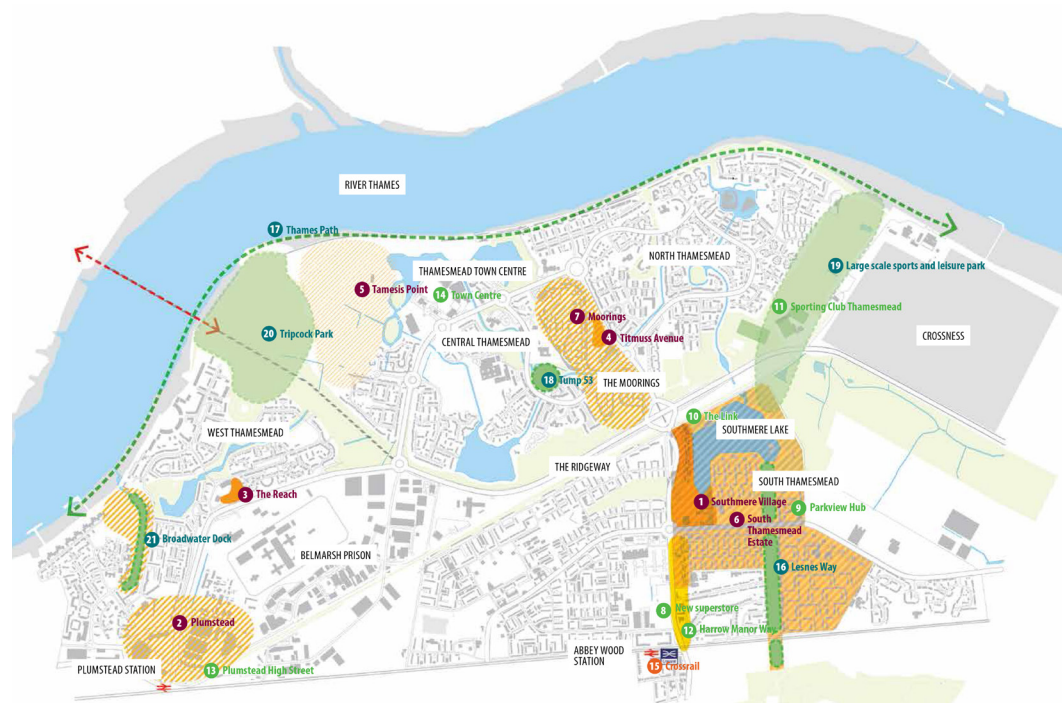 RIVER THAMES
17 Thames Path
NORTH THAMESMEAD
19 Large scale sports and leisure park
THAMESMEAD TOWN CENTRE
5 Tamesis Point
14 Town Centre
11 Sporting Club Thamesmead
7 Moorings
20 Tripcock Park
4 Titmuss Avenue
CROSSNESS
CENTRAL THAMESMEAD
18 Tump 53
THE MOORINGS
10 The Link
WEST THAMESMEAD
SOUTHMERE LAKE
THE RIDGEWAY
SOUTH THAMESMEAD
3 The Reach
1 Southmere Village
9 Parkview Hub
6 South
Thamesmead
Estate
21 Broadwater Dock
BELMARSH PRISON
16 Lesnes Way
8 New superstore
2 Plumstead
12 Harrow Manor Way
ABBEY WOOD
STATION
PLUMSTEAD STATION
13 Plumstead High Street
15 Crossrail